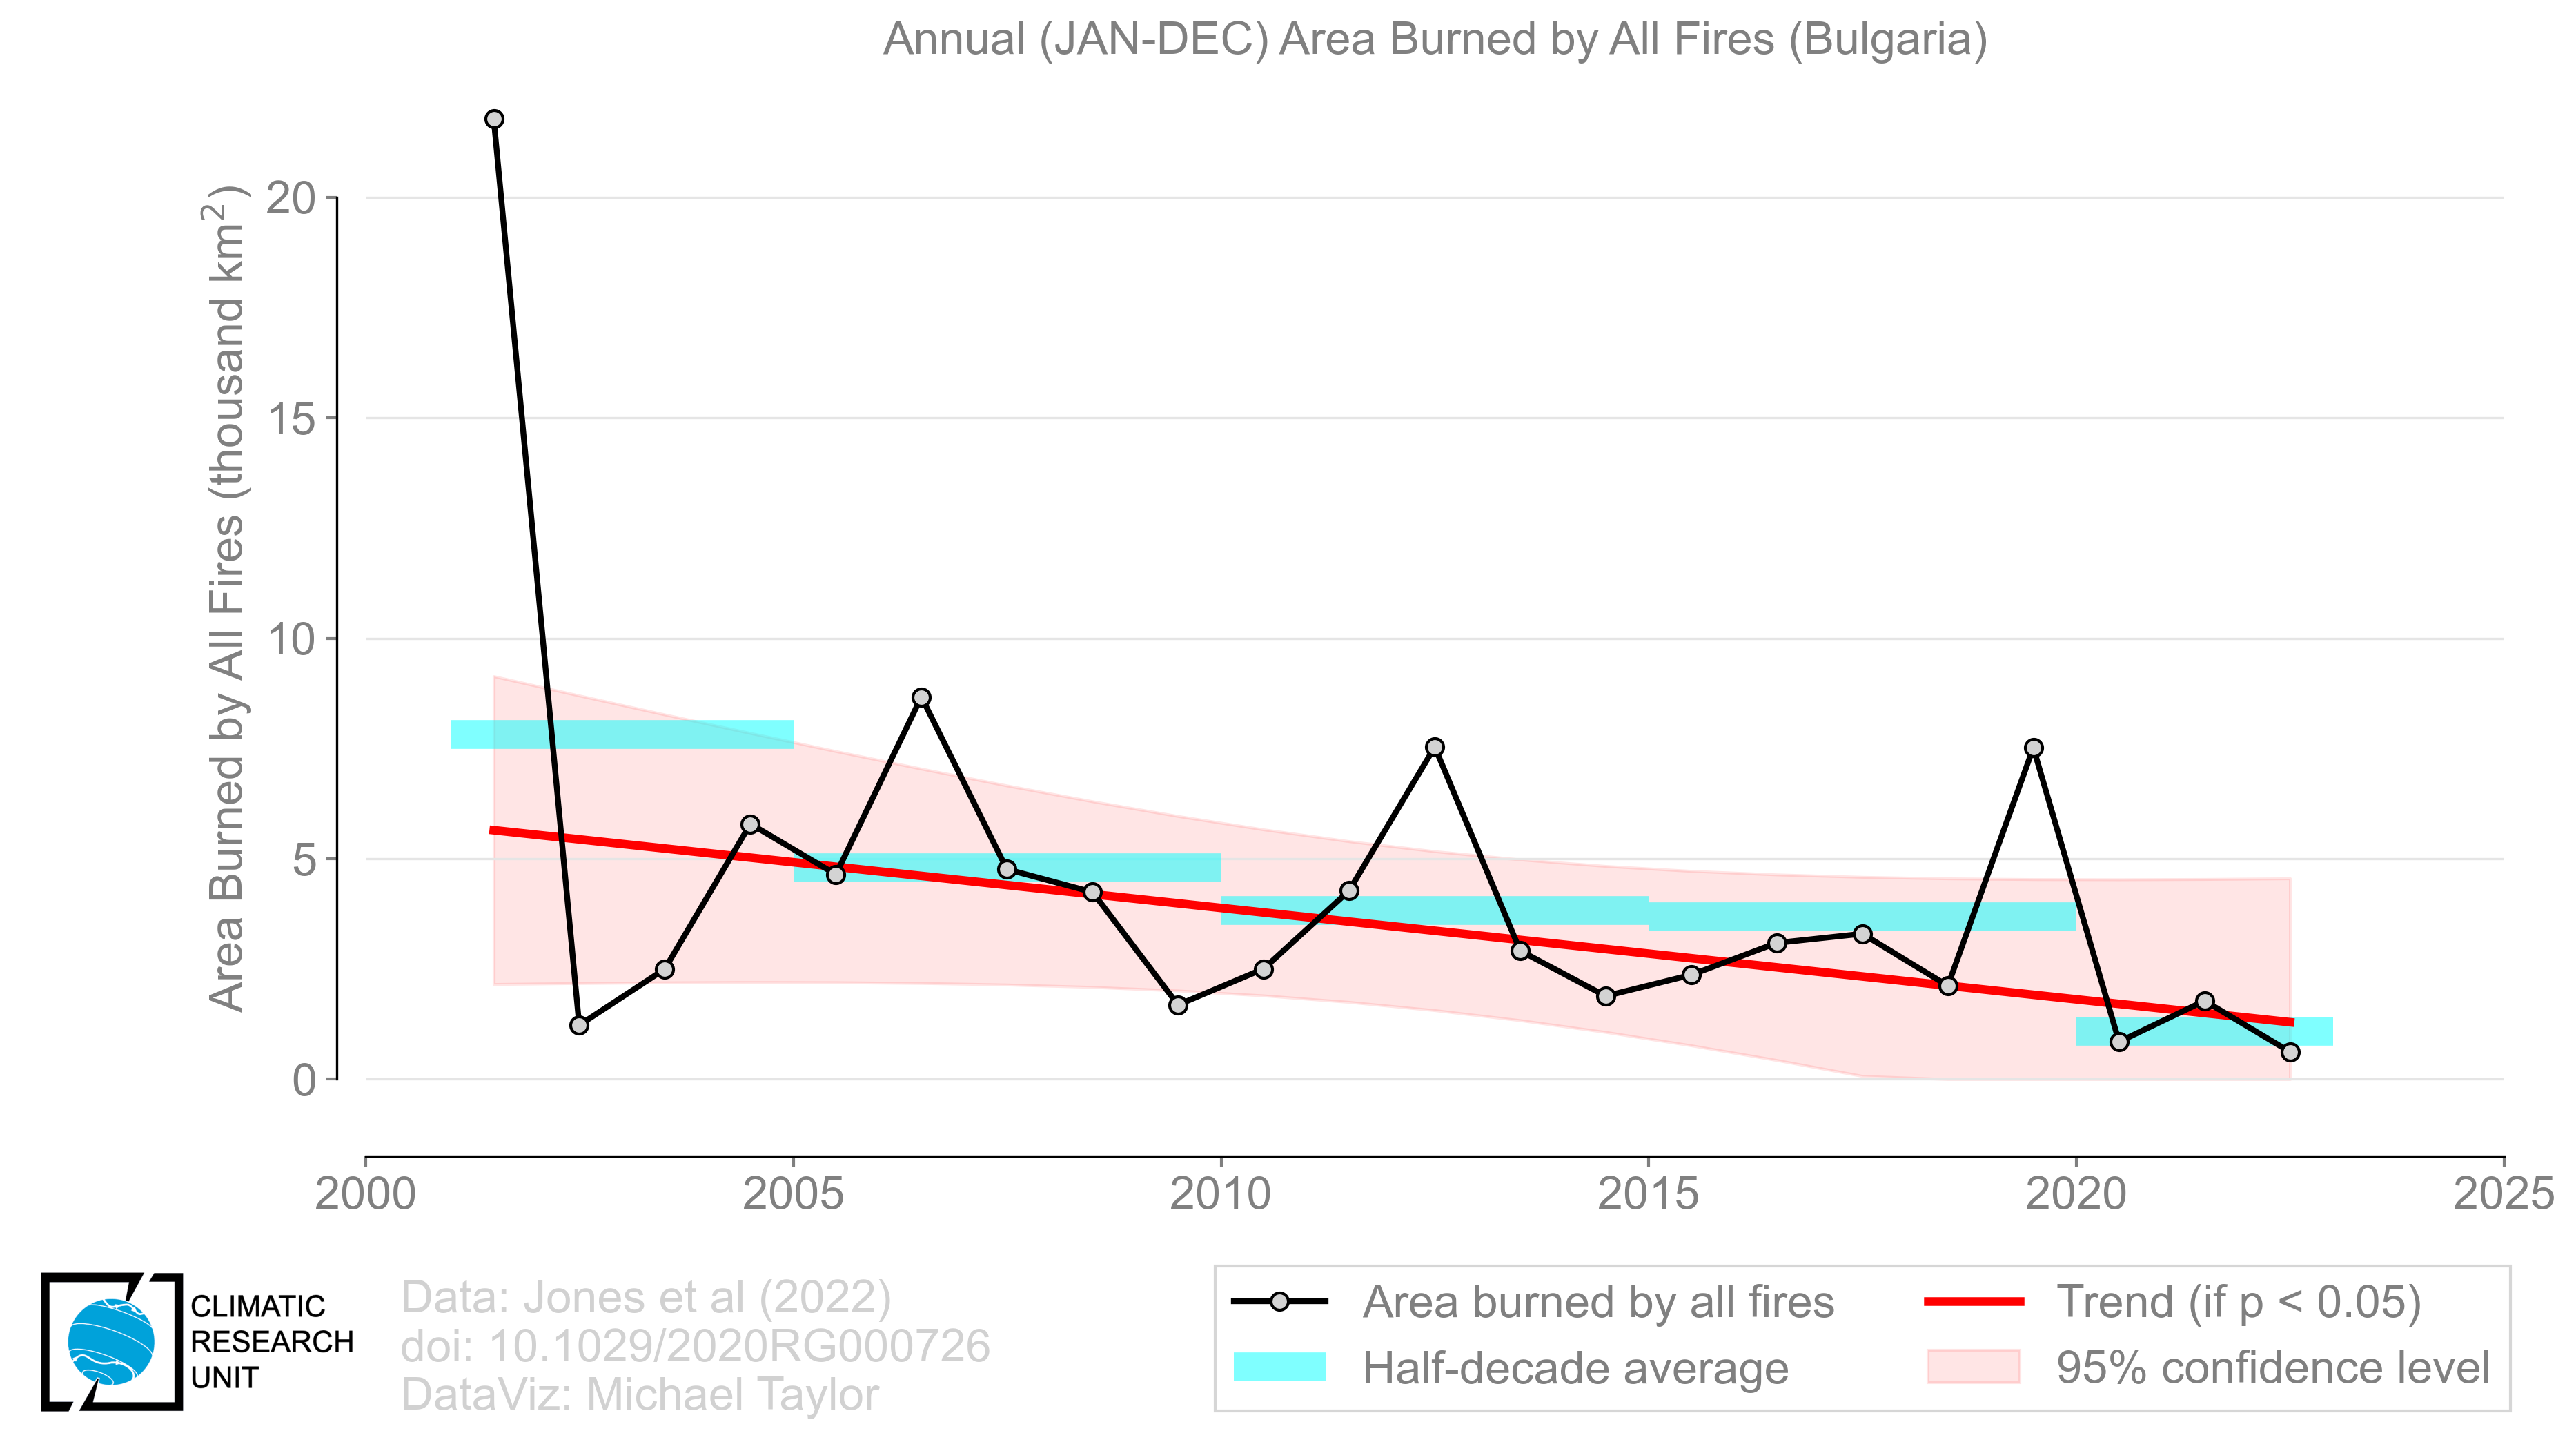 Annual (JAN-DEC) Area Burned by All Fires (Bulgaria)
Area Burned by All Fires (thousand km²)
20
15
10
5
0
2000
2005
2010
2015
2020
2025
CLIMATIC
RESEARCH
UNIT
Data: Jones et al (2022)
doi: 10.1029/2020RG000726
DataViz: Michael Taylor
Area burned by all fires
Half-decade average
Trend (if p < 0.05)
95% confidence level